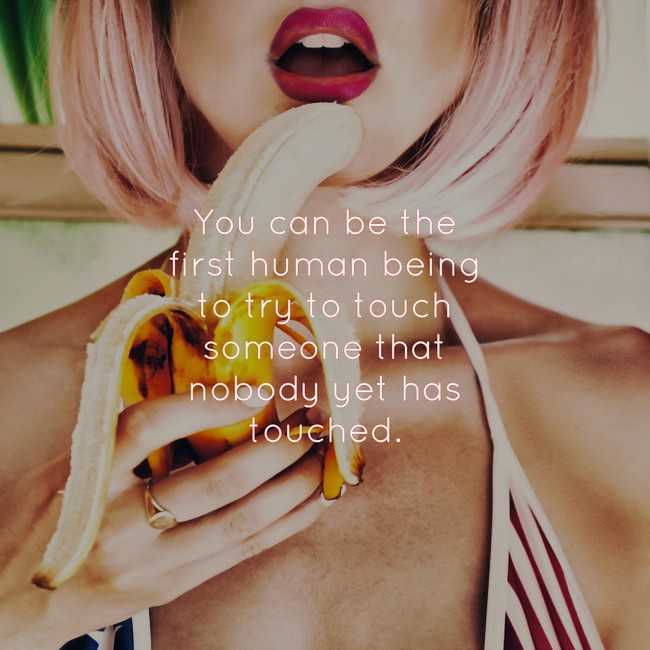 You can be the
first human being
to try to touch
someone that
nobody yet has
touched.